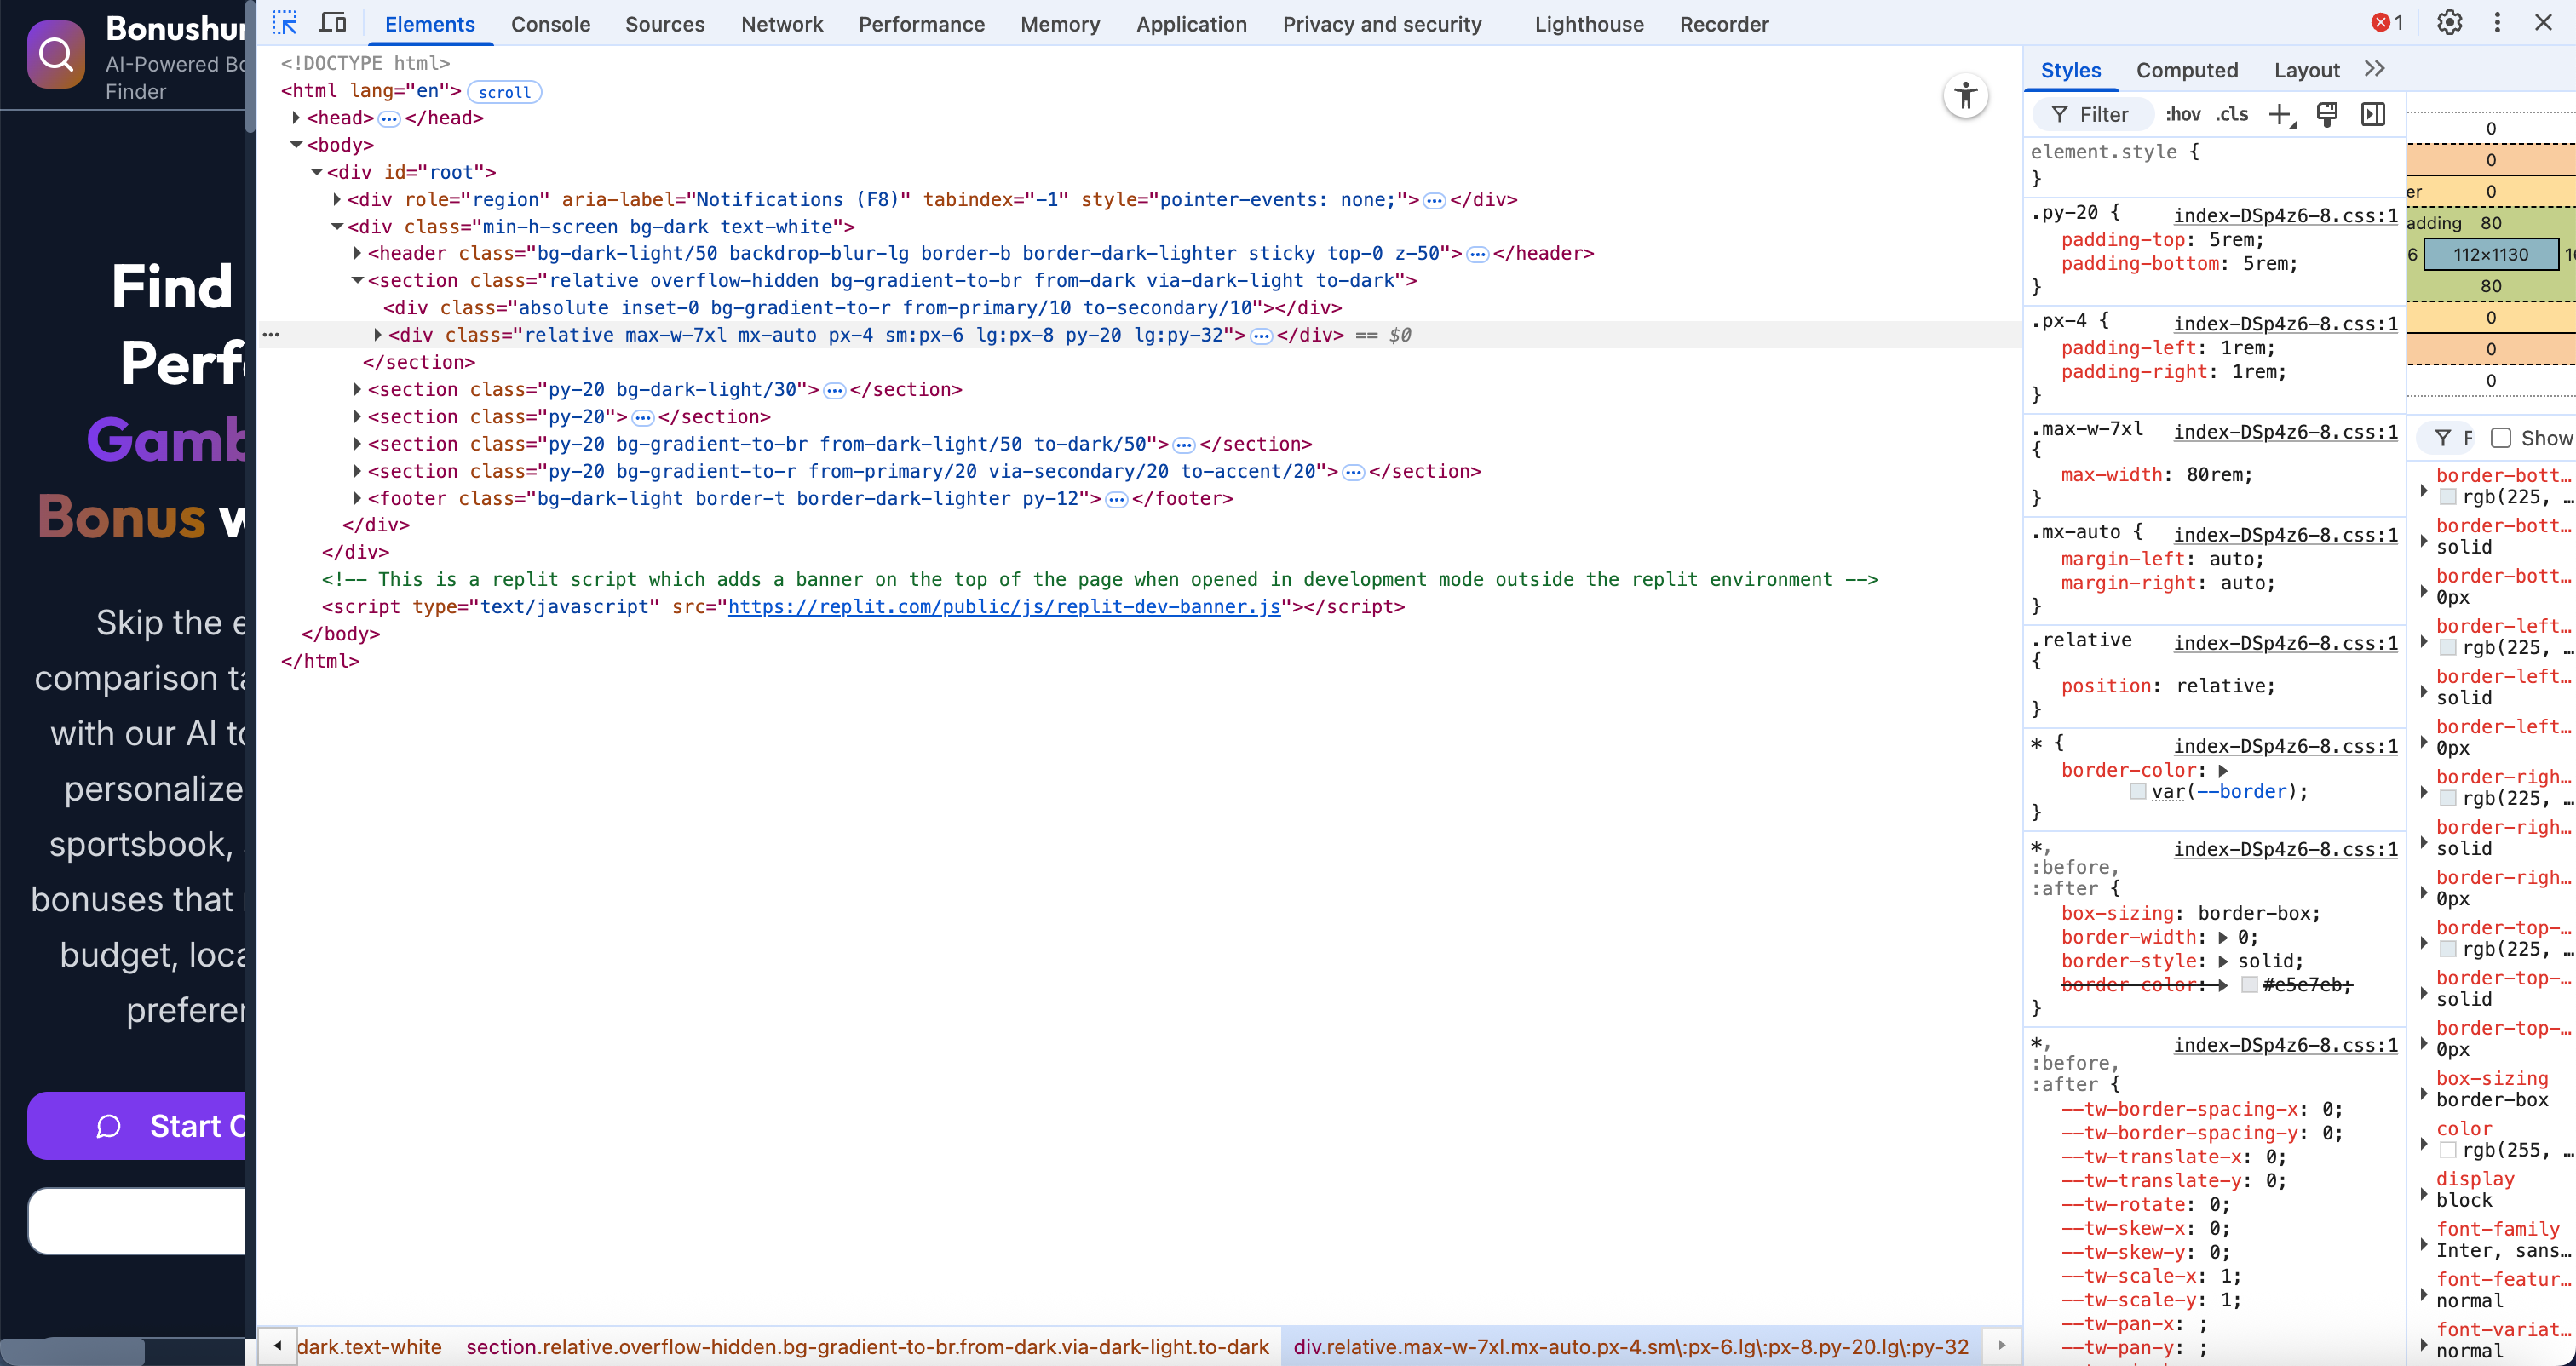 Bonushur
AI-Powered Bo
Finder
Find
Perfe
Gamb
Bonus w
Skip the e
comparison ta
with our AI to
personalize
sportsbook,
bonuses that
budget, loca
preferen
Start C
Elements Console Sources Network Performance Memory Application Privacy and security Lighthouse Recorder 1
<!DOCTYPE html>
<html lang="en"> scroll
<head> ... </head>
<body>
<div id="root">
<div role="region" aria-label="Notifications (F8)" tabindex="-1" style="pointer-events: none;"> ... </div>
<div class="min-h-screen bg-dark text-white">
<header class="bg-dark-light/50 backdrop-blur-lg border-b border-dark-lighter sticky top-0 z-50"> ... </header>
<section class="relative overflow-hidden bg-gradient-to-br from-dark via-dark-light to-dark">
<div class="absolute inset-0 bg-gradient-to-r from-primary/10 to-secondary/10"></div>
... <div class="relative max-w-7xl mx-auto px-4 sm:px-6 lg:px-8 py-20 lg:py-32"> ... </div> == $0
</section>
<section class="py-20 bg-dark-light/30"> ... </section>
<section class="py-20"> ... </section>
<section class="py-20 bg-gradient-to-br from-dark-light/50 to-dark/50"> ... </section>
<section class="py-20 bg-gradient-to-r from-primary/20 via-secondary/20 to-accent/20"> ... </section>
<footer class="bg-dark-light border-t border-dark-lighter py-12"> ... </footer>
</div>
</div>
<!-- This is a replit script which adds a banner on the top of the page when opened in development mode outside the replit environment -->
<script type="text/javascript" src="https://replit.com/public/js/replit-dev-banner.js"></script>
</body>
</html>
dark.text-white section.relative.overflow-hidden.bg-gradient-to-br.from-dark.via-dark-light.to-dark div.relative.max-w-7xl.mx-auto.px-4.sm\:px-6.lg\:px-8.py-20.lg\:py-32
Styles Computed Layout
Filter :hov .cls
element.style {
}
.py-20 { index-DSp4z6-8.css:1
padding-top: 5rem;
padding-bottom: 5rem;
}
.px-4 { index-DSp4z6-8.css:1
padding-left: 1rem;
padding-right: 1rem;
}
.max-w-7xl index-DSp4z6-8.css:1
{
max-width: 80rem;
}
.mx-auto { index-DSp4z6-8.css:1
margin-left: auto;
margin-right: auto;
}
.relative index-DSp4z6-8.css:1
{
position: relative;
}
* { index-DSp4z6-8.css:1
border-color:
var(--border);
}
*, index-DSp4z6-8.css:1
:before,
:after {
box-sizing: border-box;
border-width: 0;
border-style: solid;
border-color: #e5e7eb;
}
*, index-DSp4z6-8.css:1
:before,
:after {
--tw-border-spacing-x: 0;
--tw-border-spacing-y: 0;
--tw-translate-x: 0;
--tw-translate-y: 0;
--tw-rotate: 0;
--tw-skew-x: 0;
--tw-skew-y: 0;
--tw-scale-x: 1;
--tw-scale-y: 1;
--tw-pan-x: ;
--tw-pan-y: ;
0
0
er 0
adding 80
6 112×1130 1
80
0
0
0
F Show
border-bott…
rgb(225, …
border-bott…
solid
border-bott…
0px
border-left…
rgb(225, …
border-left…
solid
border-left…
0px
border-righ…
rgb(225, …
border-righ…
solid
border-righ…
0px
border-top-…
rgb(225, …
border-top-…
solid
border-top-…
0px
box-sizing
border-box
color
rgb(255, …
display
block
font-family
Inter, sans…
font-featur…
normal
font-variat…
normal